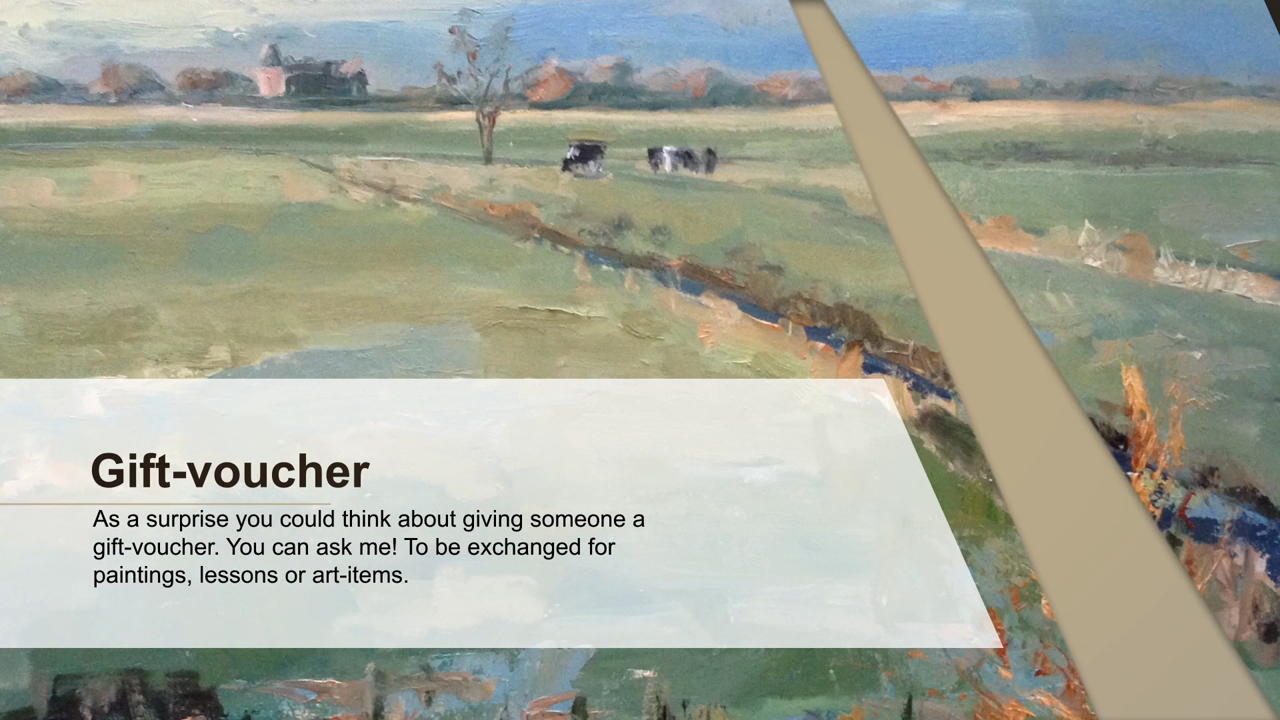 Gift-voucher
As a surprise you could think about giving someone a
gift-voucher. You can ask me! To be exchanged for
paintings, lessons or art-items.